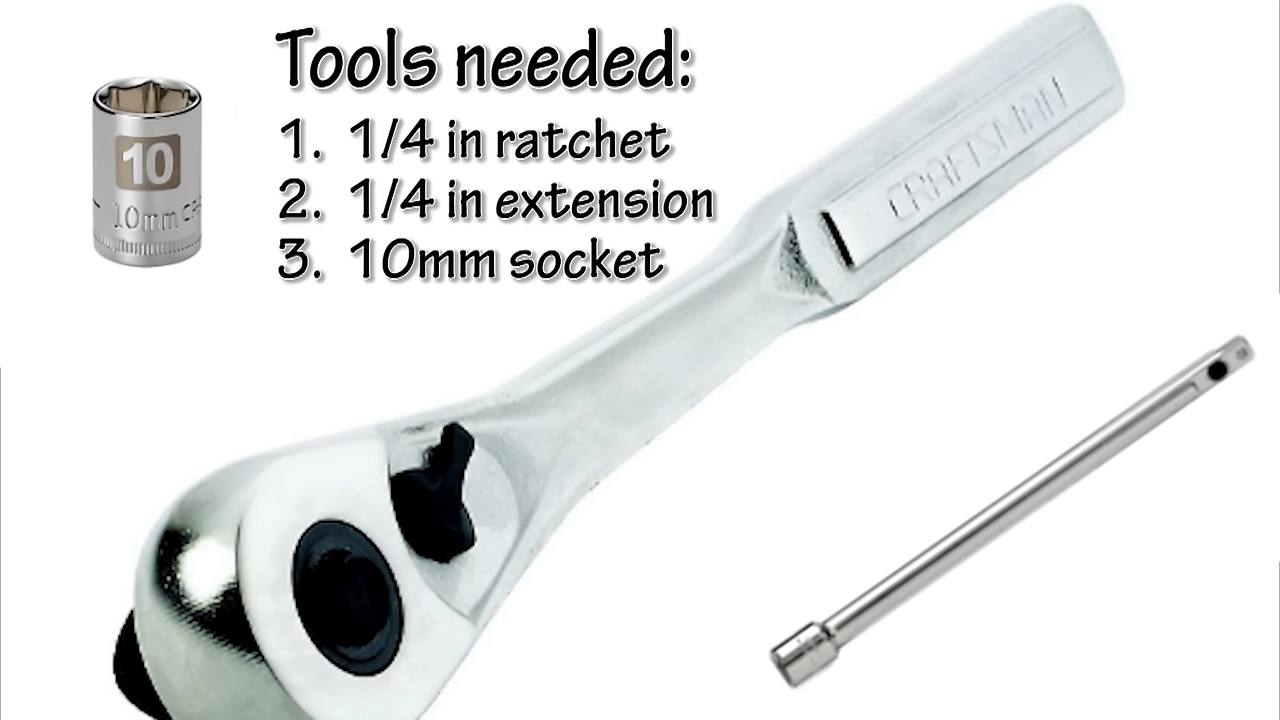 Tools needed:
1. 1/4 in ratchet
2. 1/4 in extension
3. 10mm socket
10
10mm
CRAFTSMAN